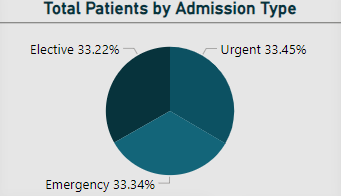 Total Patients by Admission Type
Elective 33.22%
Urgent 33.45%
Emergency 33.34%